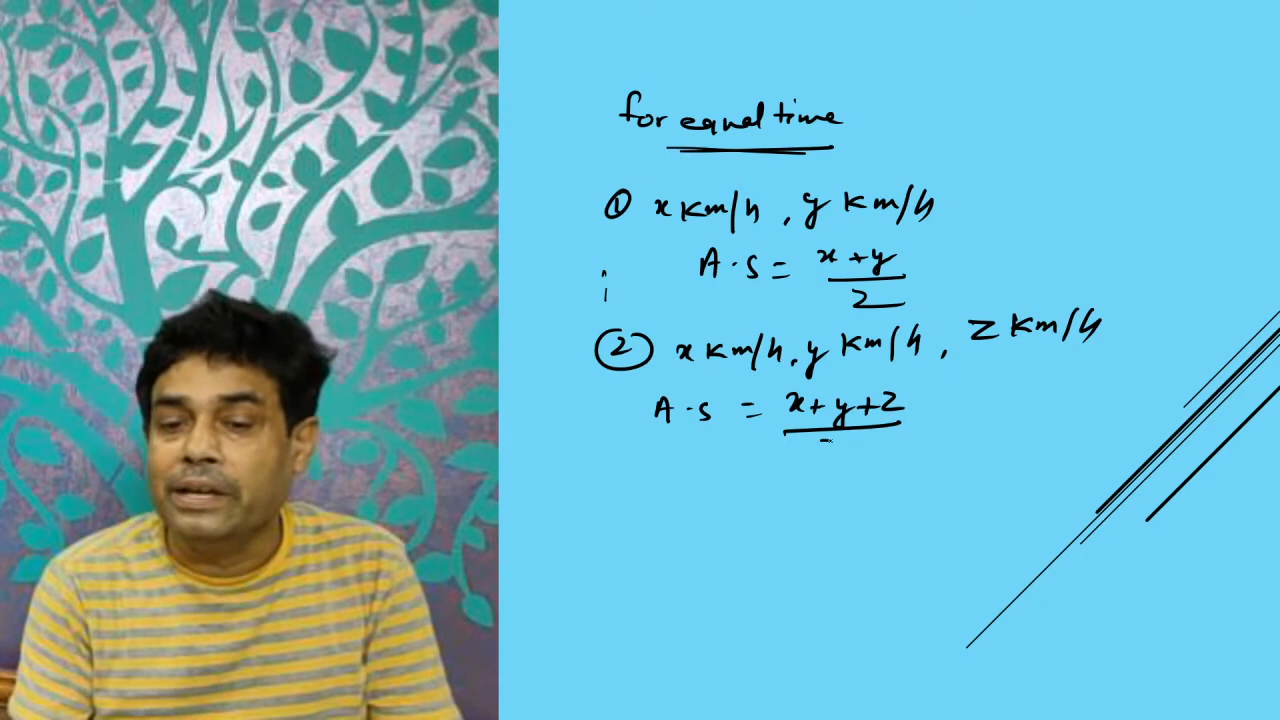 for equal time
① x km/h , y km/h
A.S = x+y
2
② x km/h, y km/h , z km/h
A.S = x+y+z